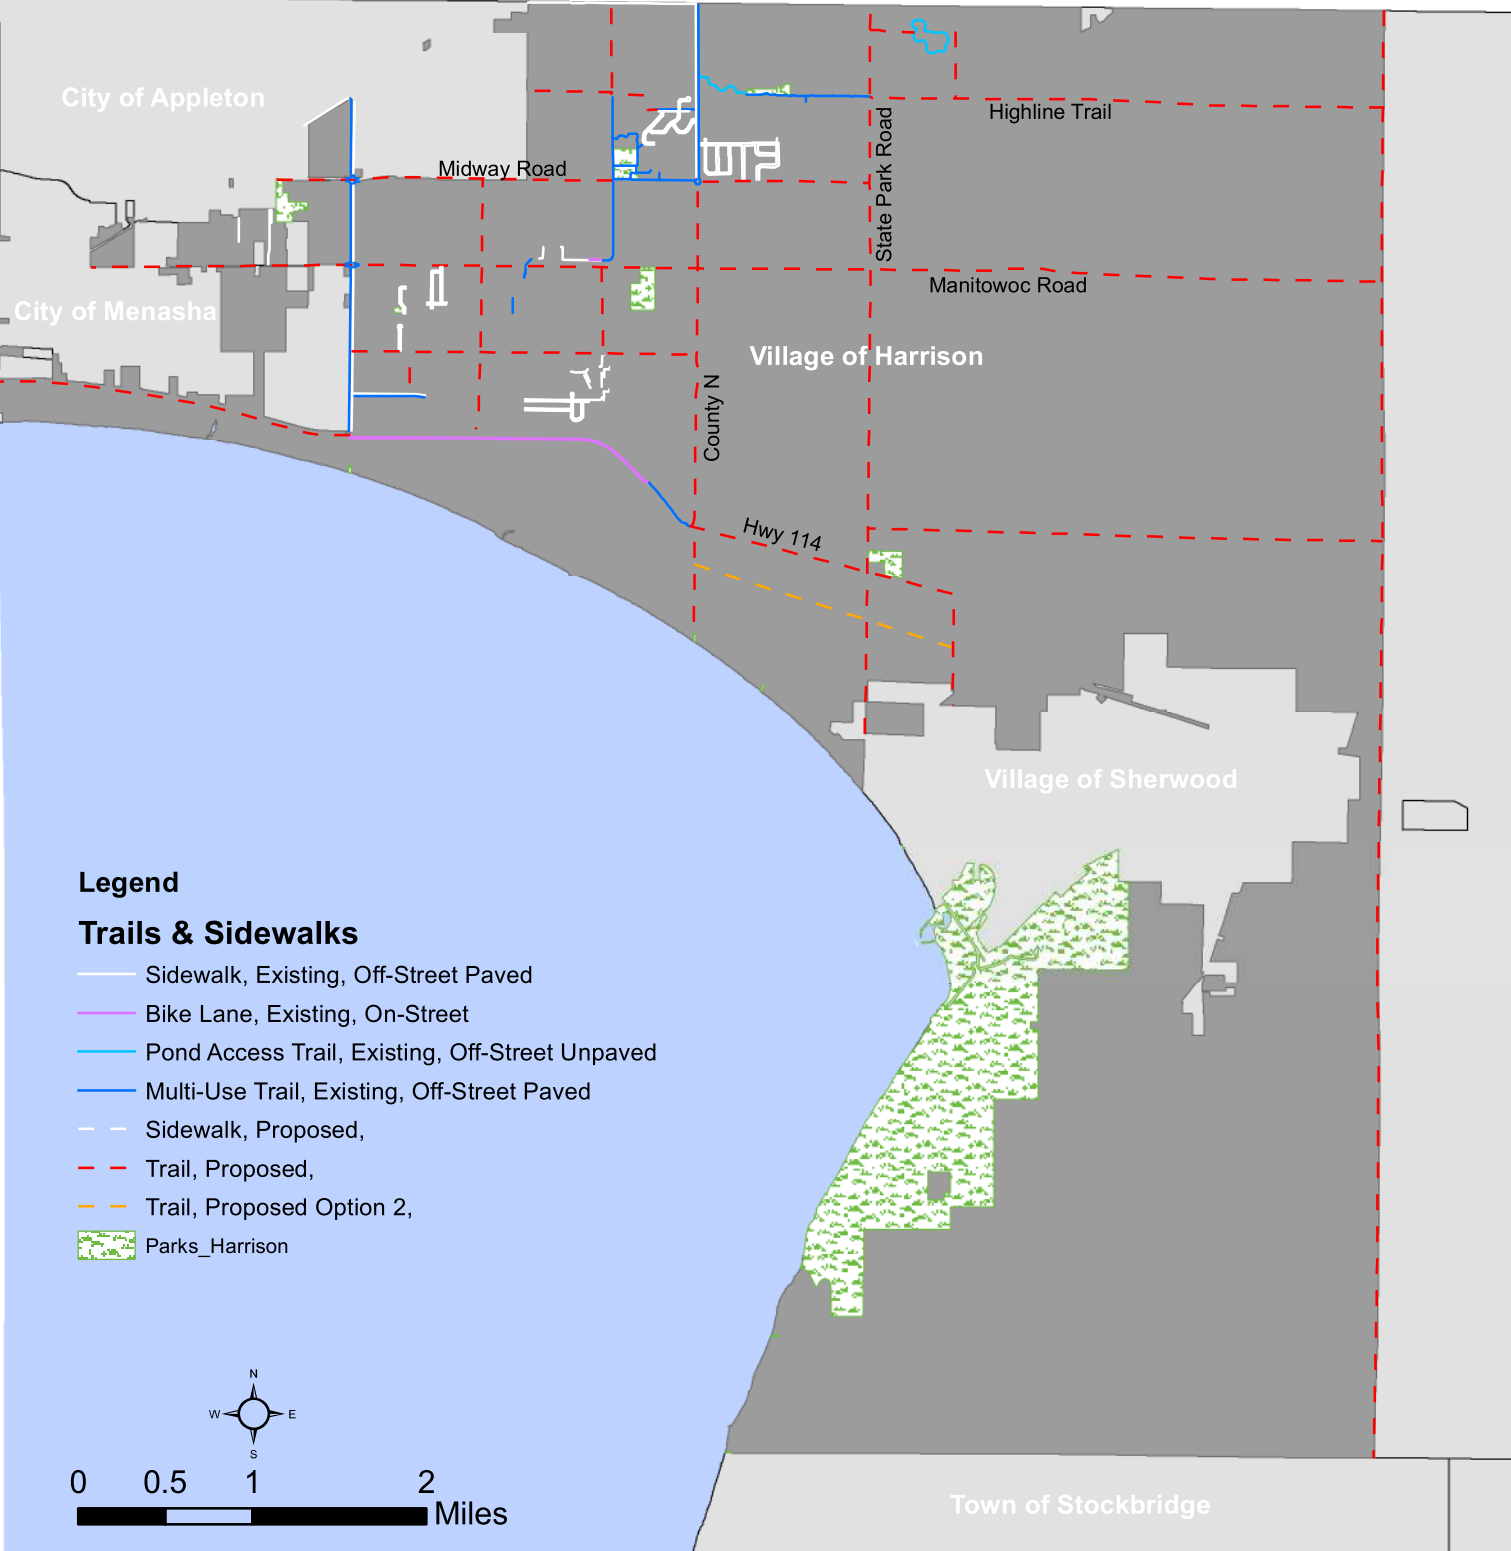 City of Appleton
Highline Trail
Midway Road
State Park Road
Manitowoc Road
City of Menasha
Village of Harrison
County N
Hwy 114
Village of Sherwood
Legend
Trails & Sidewalks
Sidewalk, Existing, Off-Street Paved
Bike Lane, Existing, On-Street
Pond Access Trail, Existing, Off-Street Unpaved
Multi-Use Trail, Existing, Off-Street Paved
Sidewalk, Proposed,
Trail, Proposed,
Trail, Proposed Option 2,
Parks_Harrison
N
W E
S
0 0.5 1 2
Miles
Town of Stockbridge